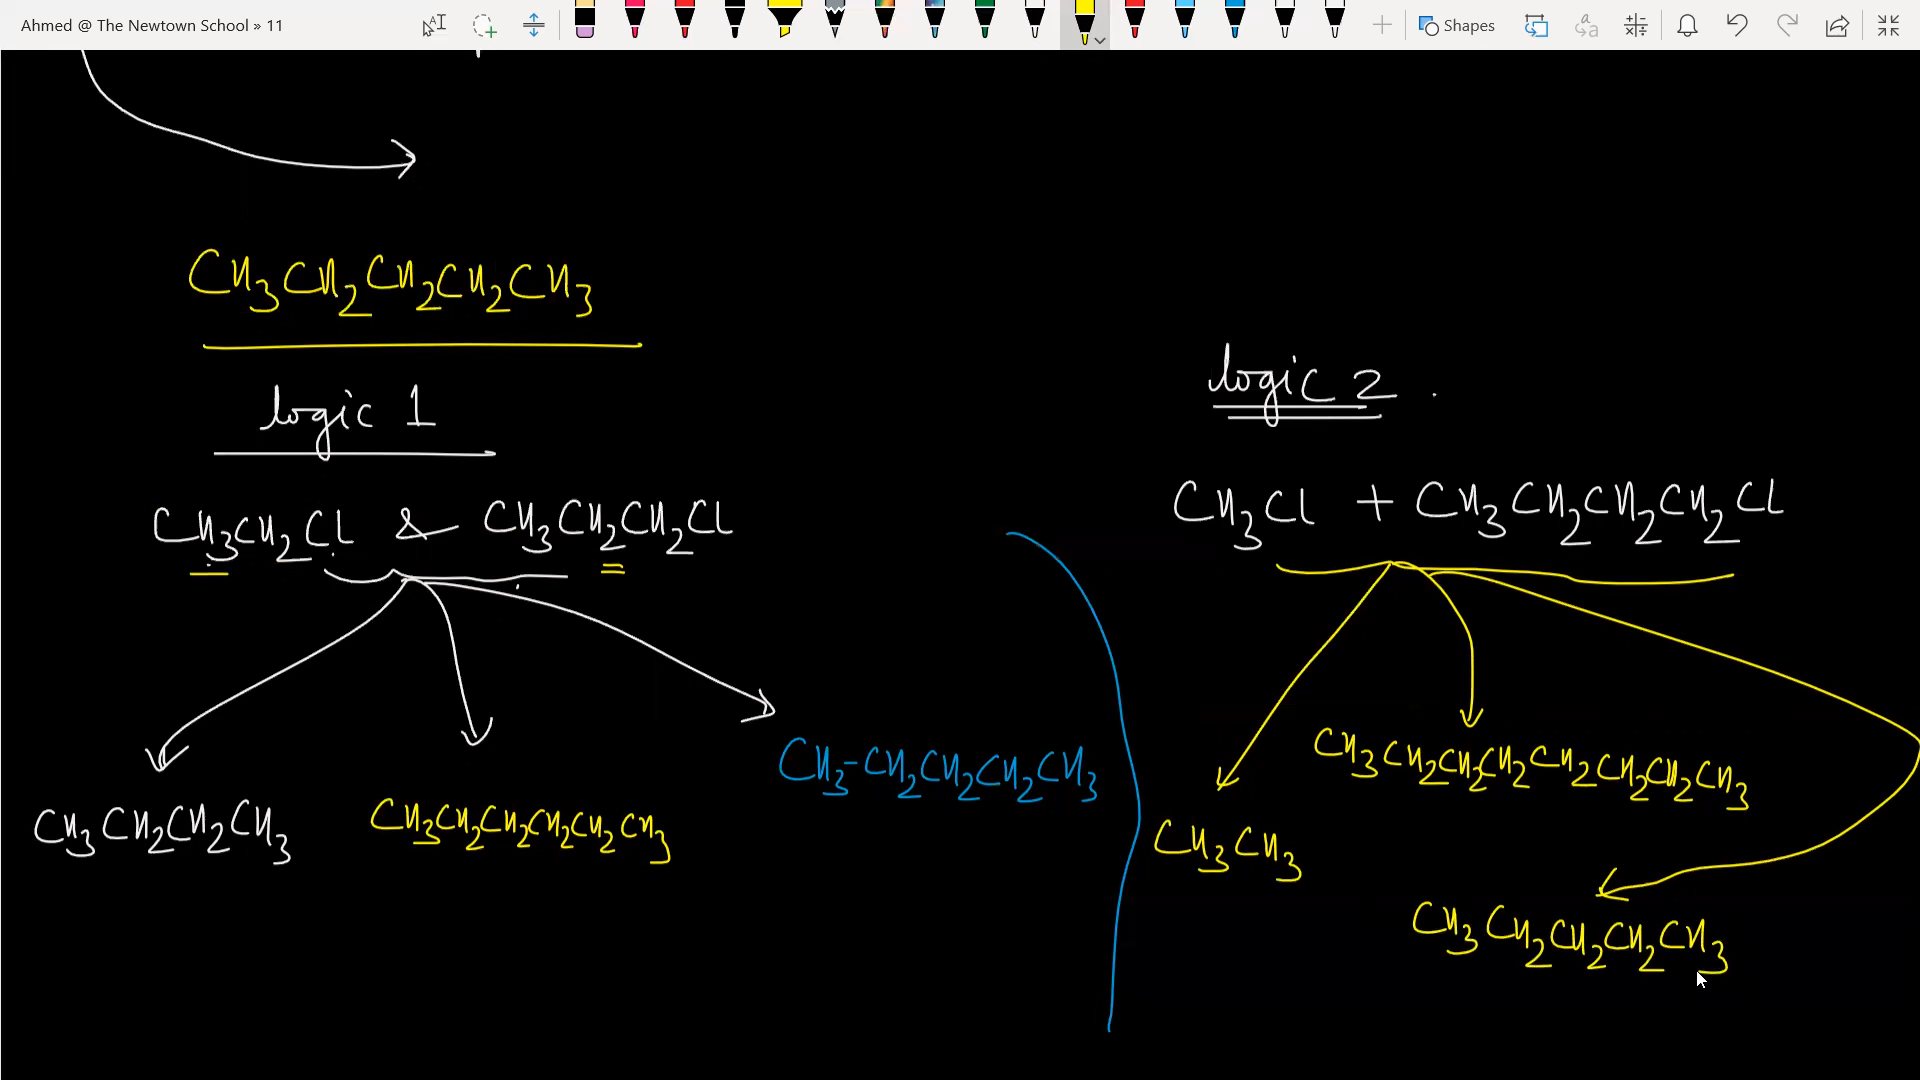 Ahmed @ The Newtown School » 11
Shapes
CH3CH2CH2CH2CH3
logic 1
CH3CH2Cl & CH3CH2CH2Cl
CH3CH2CH2CH3
CH3CH2CH2CH2CH2CH3
CH3-CH2CH2CH2CH3
logic 2 .
CH3Cl + CH3CH2CH2CH2Cl
CH3CH2CH2CH2CH2CH2CH2CH3
CH3CH3
CH3CH2CH2CH2CH3